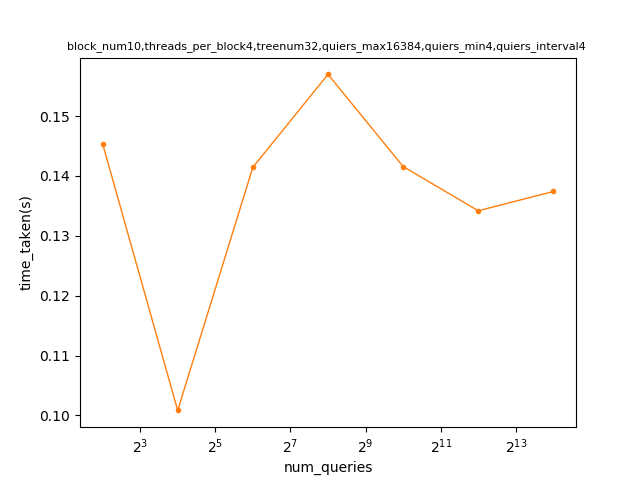 block_num10,threads_per_block4,treenum32,quiers_max16384,quiers_min4,quiers_interval4
time_taken(s)
0.15
0.14
0.13
0.12
0.11
0.10
2^3 2^5 2^7 2^9 2^11 2^13
num_queries